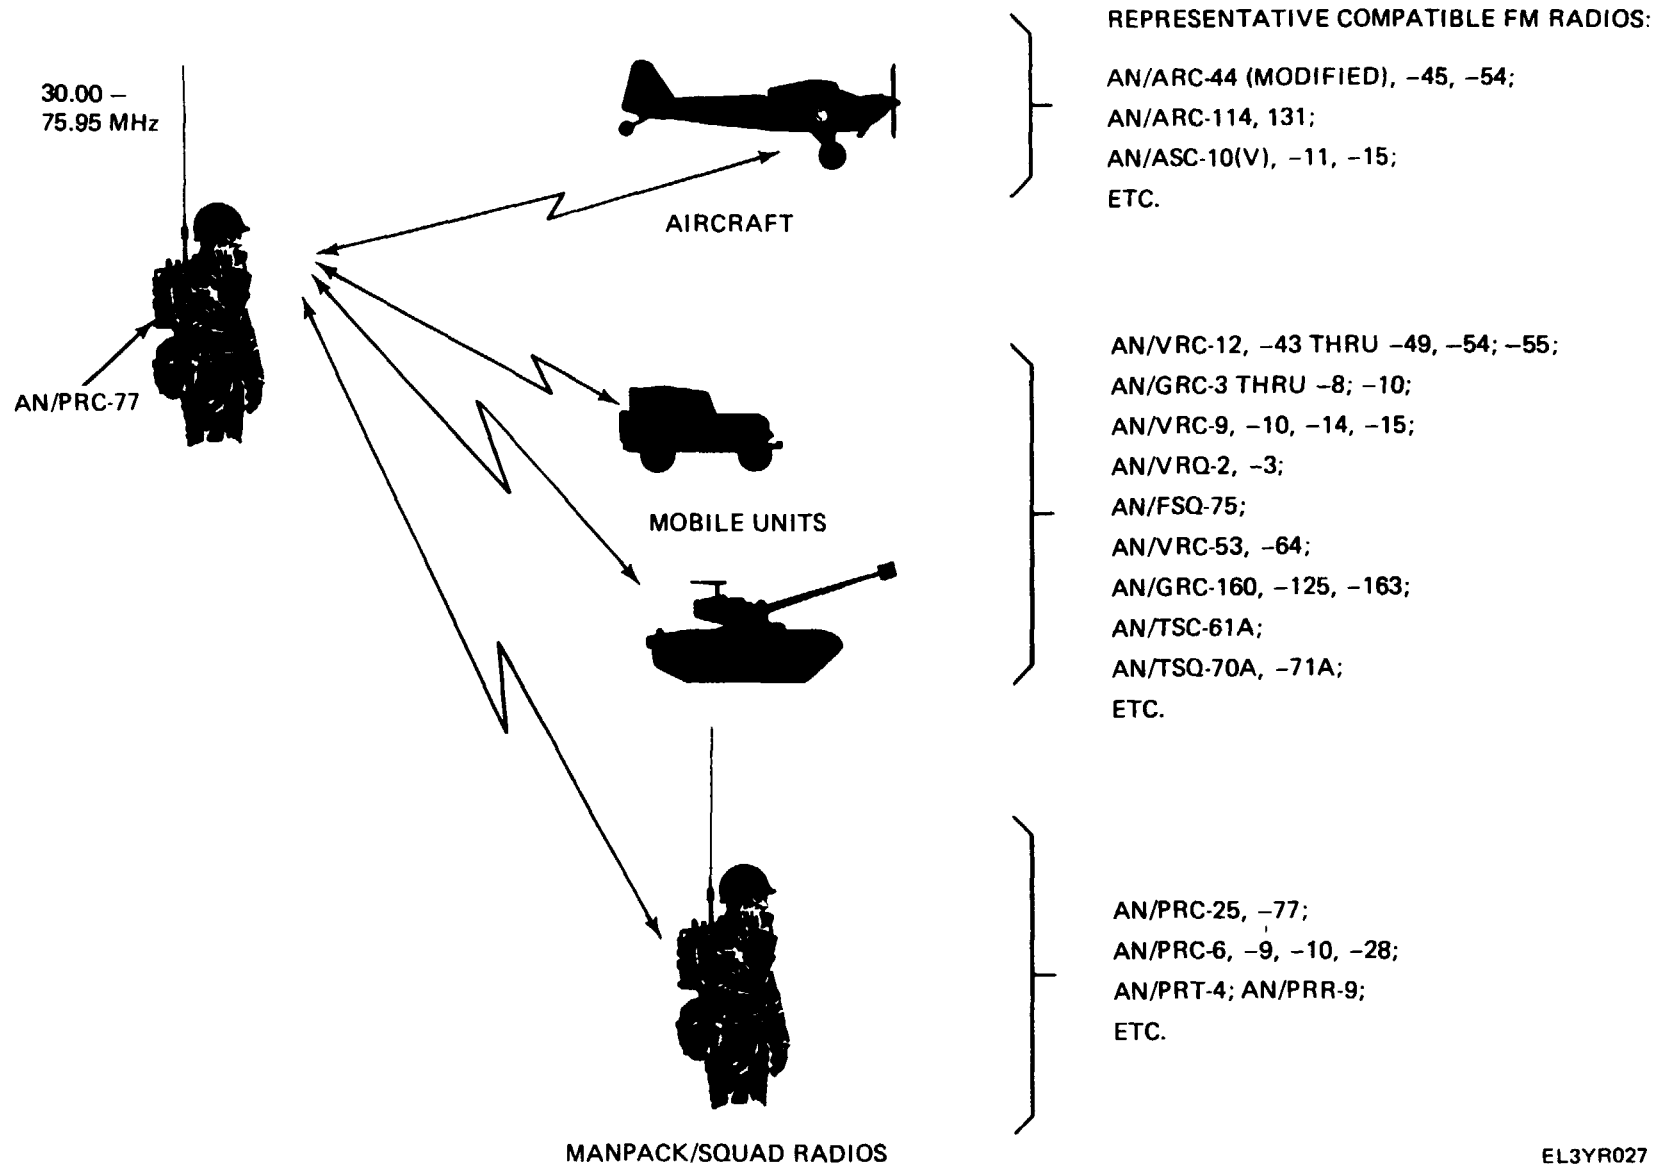 REPRESENTATIVE COMPATIBLE FM RADIOS:
30.00 –
75.95 MHz
AN/PRC-77
AIRCRAFT
AN/ARC-44 (MODIFIED), -45, -54;
AN/ARC-114, 131;
AN/ASC-10(V), -11, -15;
ETC.
MOBILE UNITS
AN/VRC-12, -43 THRU -49, -54; -55;
AN/GRC-3 THRU -8; -10;
AN/VRC-9, -10, -14, -15;
AN/VRQ-2, -3;
AN/FSQ-75;
AN/VRC-53, -64;
AN/GRC-160, -125, -163;
AN/TSC-61A;
AN/TSQ-70A, -71A;
ETC.
MANPACK/SQUAD RADIOS
AN/PRC-25, -77;
AN/PRC-6, -9, -10, -28;
AN/PRT-4; AN/PRR-9;
ETC.
EL3YR027